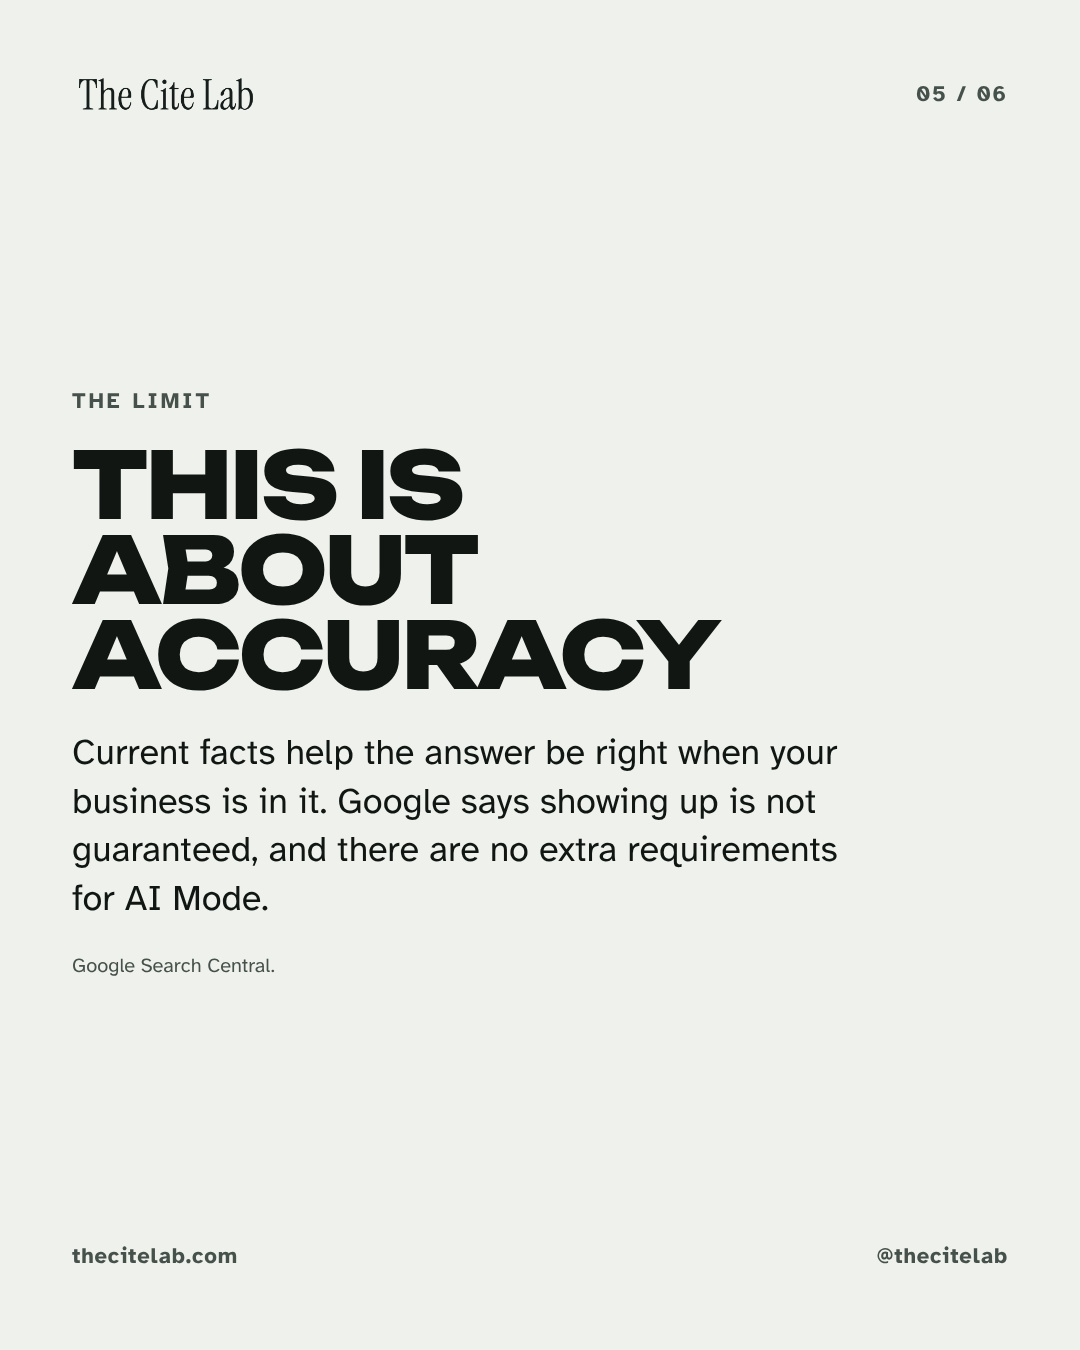 The Cite Lab
05 / 06
THE LIMIT
THIS IS
ABOUT
ACCURACY
Current facts help the answer be right when your
business is in it. Google says showing up is not
guaranteed, and there are no extra requirements
for AI Mode.
Google Search Central.
thecitelab.com
@thecitelab